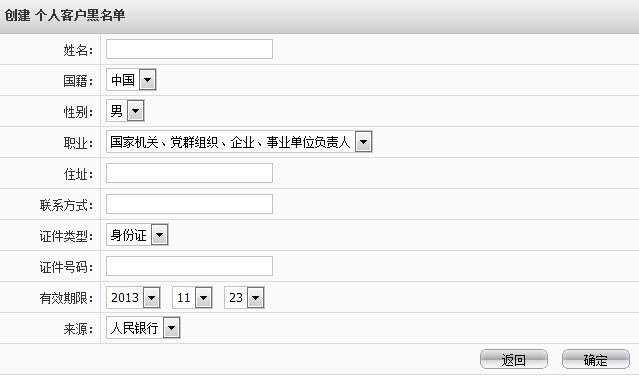 创建 个人客户黑名单
姓名：
国籍： 中国
性别： 男
职业： 国家机关、党群组织、企业、事业单位负责人
住址：
联系方式：
证件类型： 身份证
证件号码：
有效期限： 2013 11 23
来源： 人民银行
返回 确定